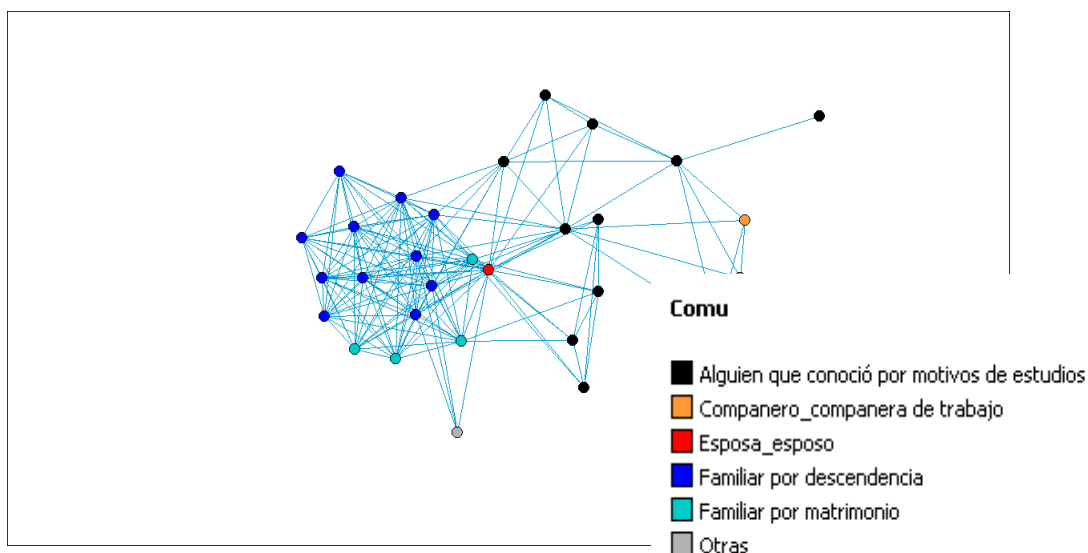 Comu
Alguien que conoció por motivos de estudios
Companero_companera de trabajo
Esposa_esposo
Familiar por descendencia
Familiar por matrimonio
Otras